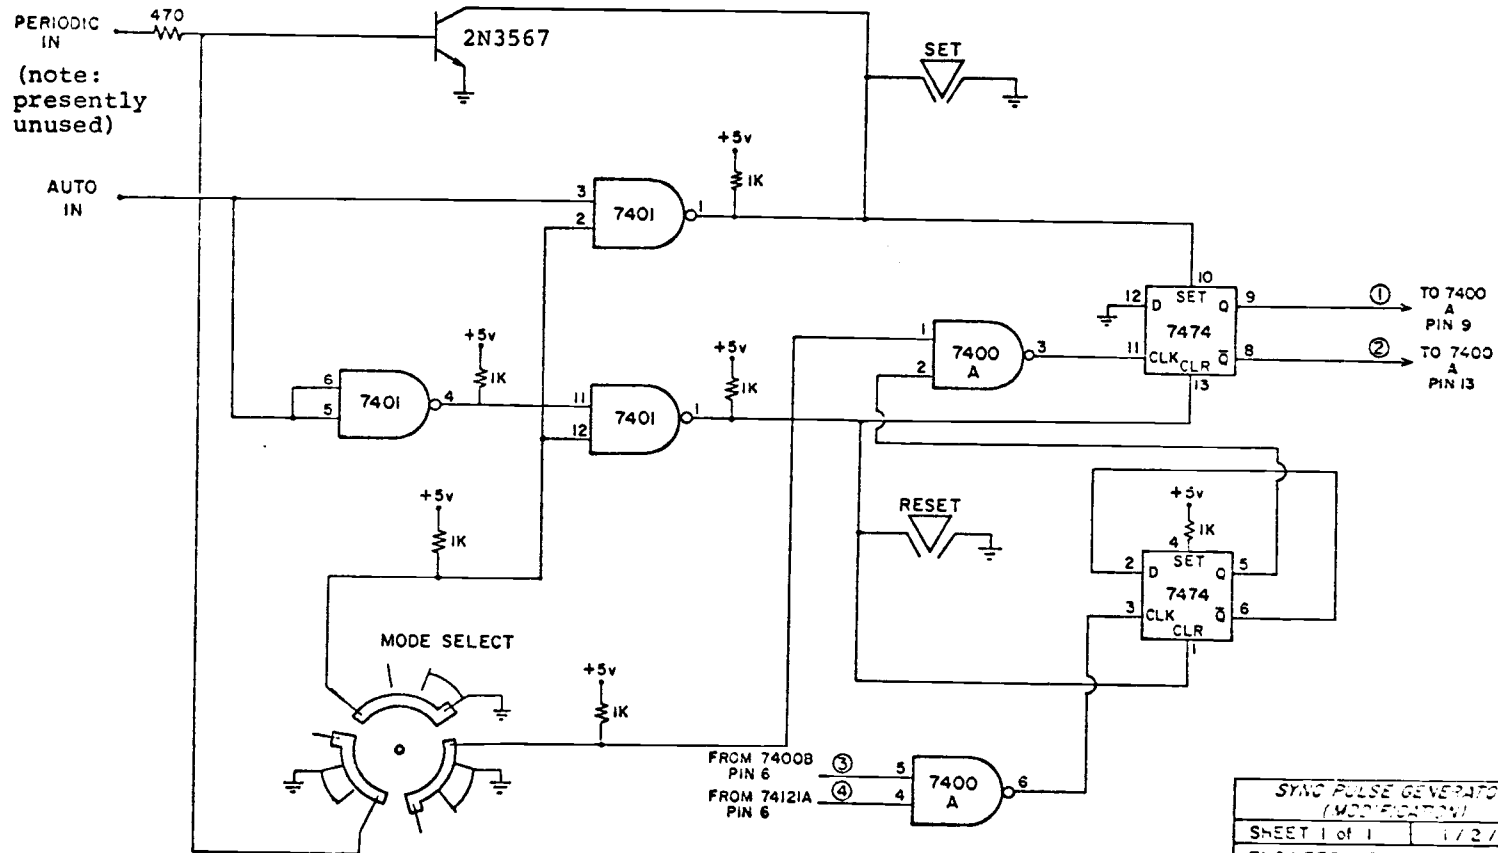 PERIODIC
IN
470
2N3567
(note:
presently
unused)
SET
AUTO
IN
+5v
1K
3
2
7401
1
10
12
D
SET
Q
9
7474
11
CLK
CLR
Q
8
13
①
TO 7400
A
PIN 9
②
TO 7400
A
PIN 13
+5v
1K
6
5
7401
4
+5v
1K
11
12
7401
1
1
2
7400
A
3
+5v
1K
RESET
+5v
1K
4
2
D
SET
Q
5
7474
3
CLK
Q
6
CLR
1
MODE SELECT
+5v
1K
FROM 7400B
PIN 6
③
5
FROM 74121A
PIN 6
④
4
7400
A
6
SYNC PULSE GENERATO
(MODIFICATION)
SHEET 1 of 1
1/2/